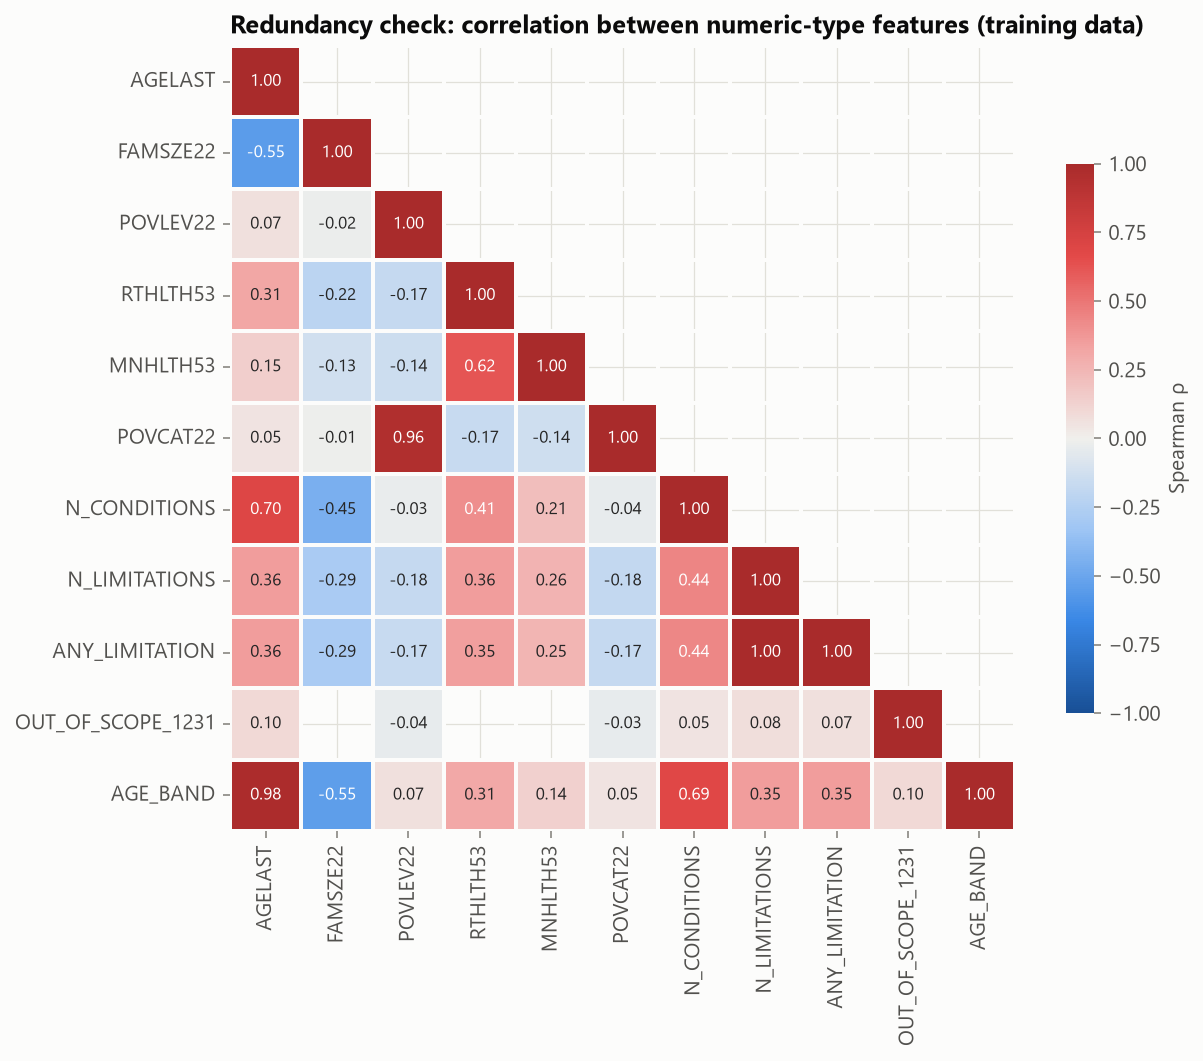 Redundancy check: correlation between numeric-type features (training data)
AGELAST 1.00
FAMSZE22 -0.55 1.00
POVLEV22 0.07 -0.02 1.00
RTHLTH53 0.31 -0.22 -0.17 1.00
MNHLTH53 0.15 -0.13 -0.14 0.62 1.00
POVCAT22 0.05 -0.01 0.96 -0.17 -0.14 1.00
N_CONDITIONS 0.70 -0.45 -0.03 0.41 0.21 -0.04 1.00
N_LIMITATIONS 0.36 -0.29 -0.18 0.36 0.26 -0.18 0.44 1.00
ANY_LIMITATION 0.36 -0.29 -0.17 0.35 0.25 -0.17 0.44 1.00 1.00
OUT_OF_SCOPE_1231 0.10 -0.04 -0.03 0.05 0.08 0.07 1.00
AGE_BAND 0.98 -0.55 0.07 0.31 0.14 0.05 0.69 0.35 0.35 0.10 1.00
AGELAST
FAMSZE22
POVLEV22
RTHLTH53
MNHLTH53
POVCAT22
N_CONDITIONS
N_LIMITATIONS
ANY_LIMITATION
OUT_OF_SCOPE_1231
AGE_BAND
1.00
0.75
0.50
0.25
0.00
−0.25
−0.50
−0.75
−1.00
Spearman ρ